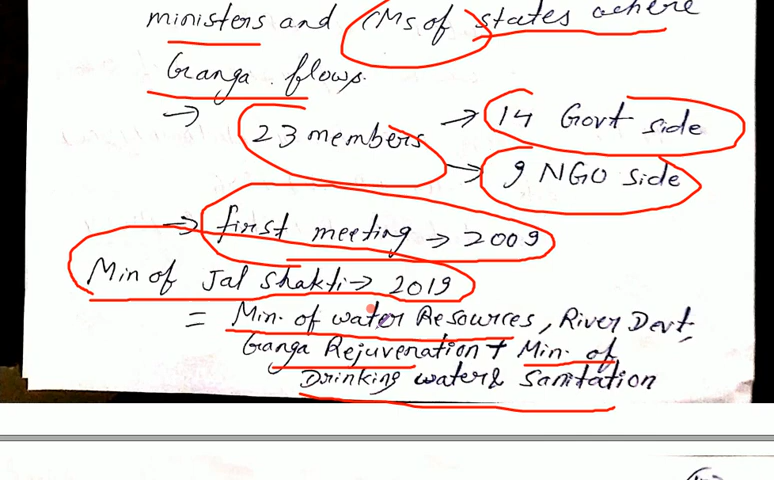 ministers and CMs of states where
Ganga flows.
→ 23 members → 14 Govt side
→ 9 NGO side
→ first meeting → 2009
Min of Jal Shakti → 2019
= Min. of water Resources, River Devt,
Ganga Rejuvenation + Min. of
Drinking water & Sanitation